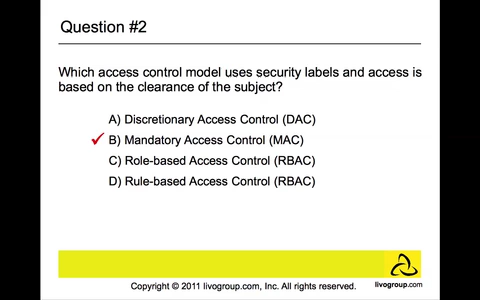 Question #2
Which access control model uses security labels and access is
based on the clearance of the subject?
A) Discretionary Access Control (DAC)
B) Mandatory Access Control (MAC)
C) Role-based Access Control (RBAC)
D) Rule-based Access Control (RBAC)
Copyright © 2011 livogroup.com, Inc. All rights reserved.
livogroup.com